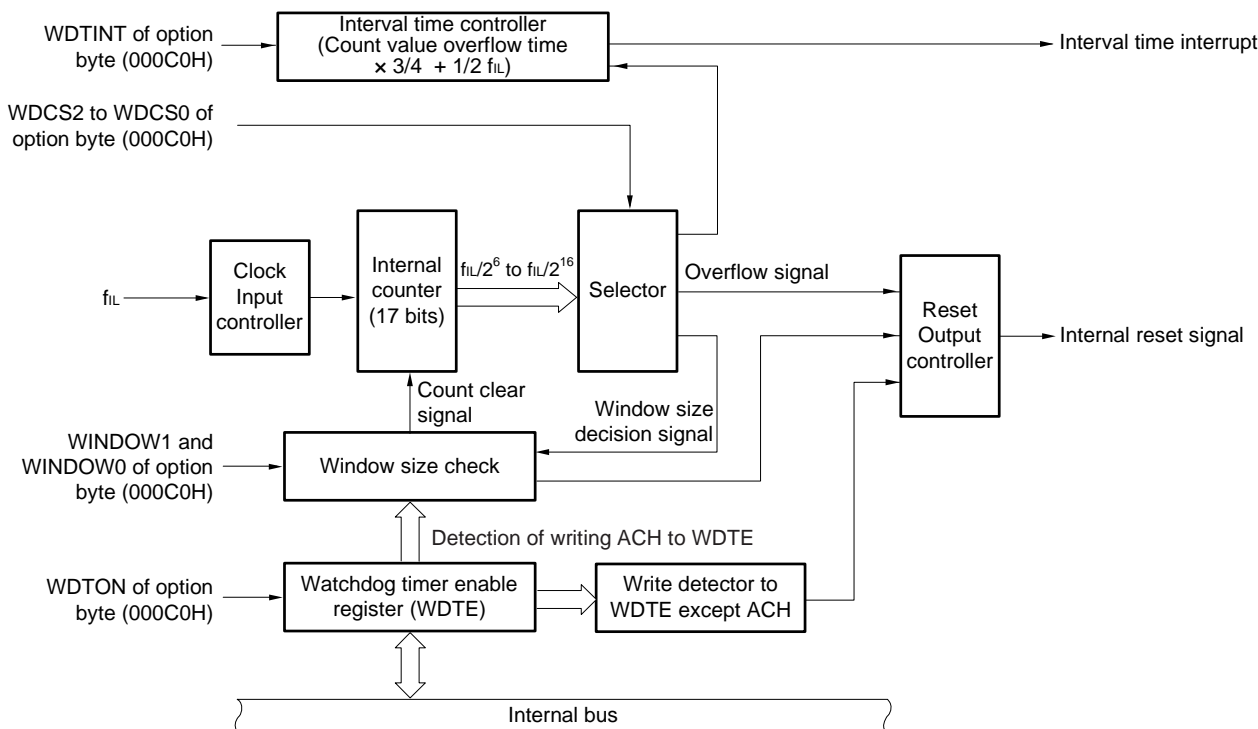 WDTINT of option
byte (000C0H)
Interval time controller
(Count value overflow time
× 3/4 + 1/2 fIL)
Interval time interrupt
WDCS2 to WDCS0 of
option byte (000C0H)
fIL
Clock
Input
controller
Internal
counter
(17 bits)
fIL/2⁶ to fIL/2¹⁶
Selector
Overflow signal
Reset
Output
controller
Internal reset signal
Count clear
signal
Window size
decision signal
WINDOW1 and
WINDOW0 of option
byte (000C0H)
Window size check
Detection of writing ACH to WDTE
WDTON of option
byte (000C0H)
Watchdog timer enable
register (WDTE)
Write detector to
WDTE except ACH
Internal bus